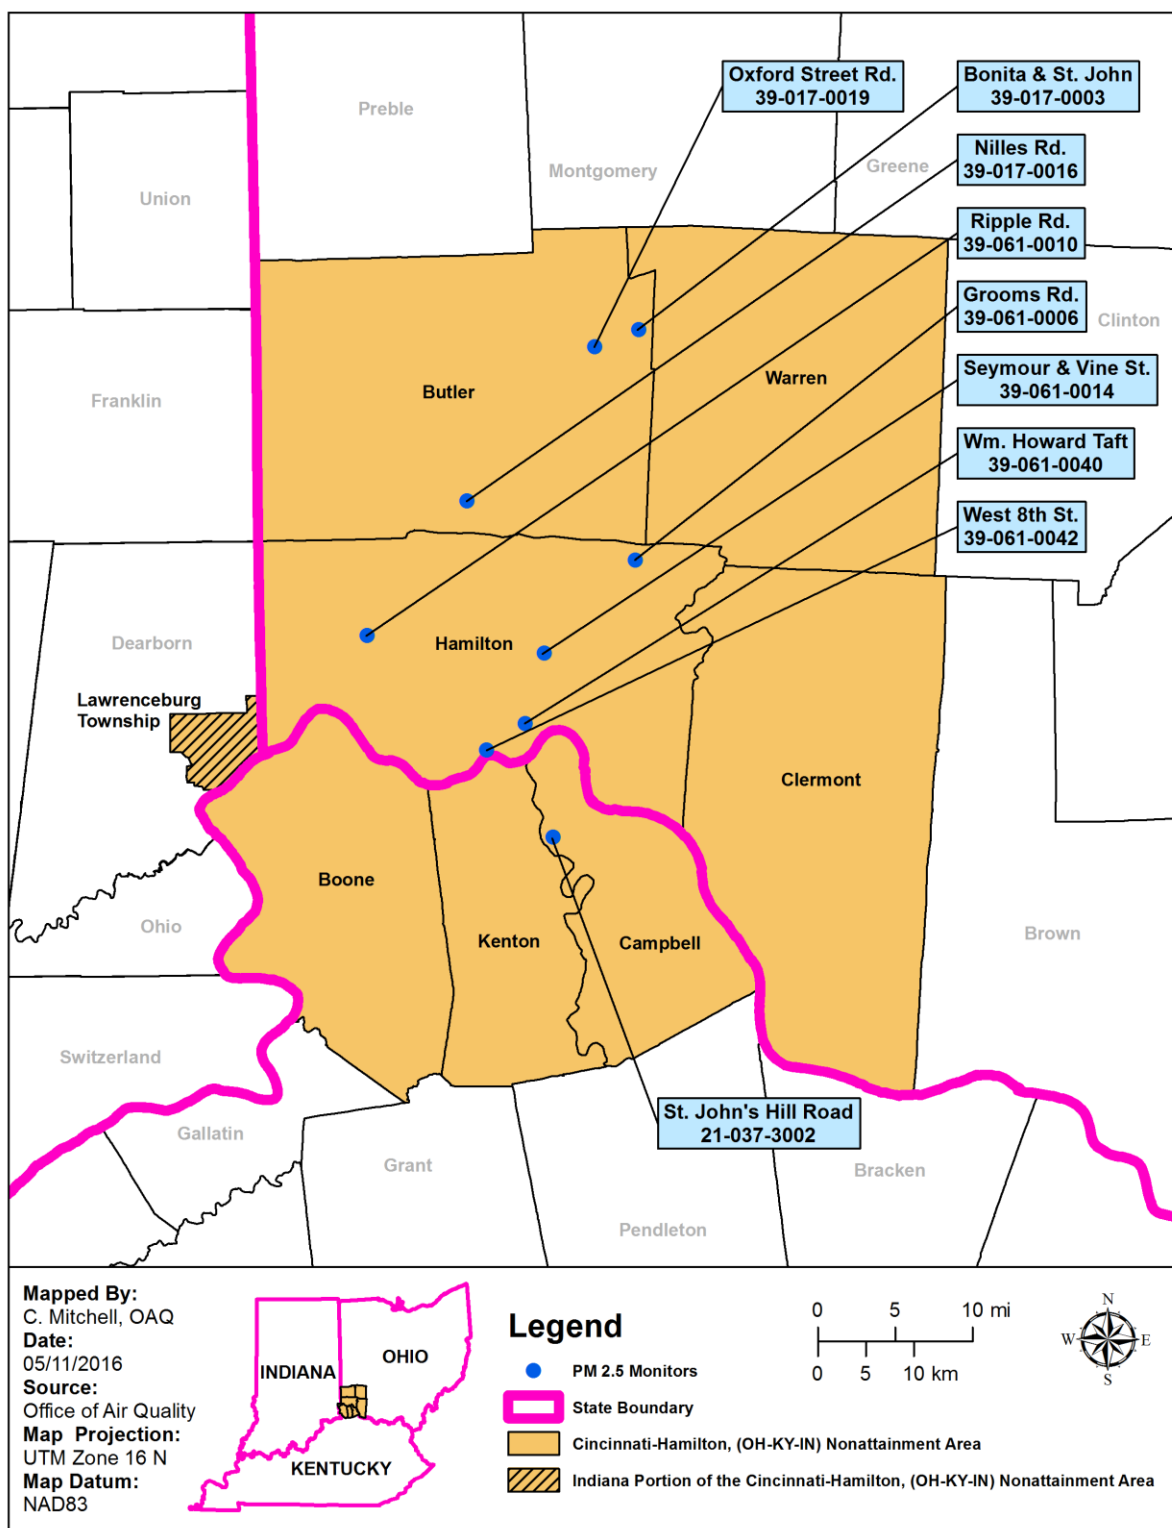 Oxford Street Rd.
39-017-0019
Bonita & St. John
39-017-0003
Preble
Montgomery
Greene
Nilles Rd.
39-017-0016
Union
Ripple Rd.
39-061-0010
Grooms Rd.
39-061-0006
Clinton
Seymour & Vine St.
39-061-0014
Butler
Warren
Franklin
Wm. Howard Taft
39-061-0040
West 8th St.
39-061-0042
Dearborn
Hamilton
Lawrenceburg
Township
Clermont
Boone
Ohio
Kenton
Campbell
Brown
Switzerland
St. John's Hill Road
21-037-3002
Gallatin
Grant
Bracken
Pendleton
Mapped By:
C. Mitchell, OAQ
Date:
05/11/2016
Source:
Office of Air Quality
Map Projection:
UTM Zone 16 N
Map Datum:
NAD83
INDIANA
OHIO
KENTUCKY
Legend
PM 2.5 Monitors
State Boundary
Cincinnati-Hamilton, (OH-KY-IN) Nonattainment Area
Indiana Portion of the Cincinnati-Hamilton, (OH-KY-IN) Nonattainment Area
0 5 10 mi
0 5 10 km
N
W E
S